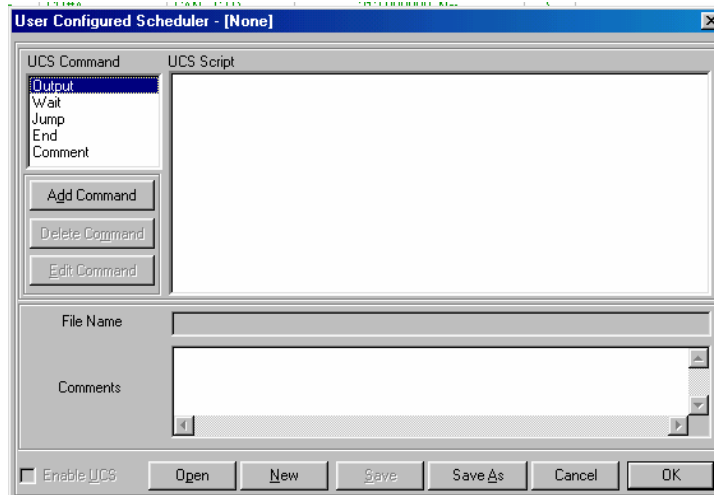 User Configured Scheduler - [None]
UCS Command
UCS Script
Output
Wait
Jump
End
Comment
Add Command
Delete Command
Edit Command
File Name
Comments
Enable UCS
Open
New
Save
Save As
Cancel
OK